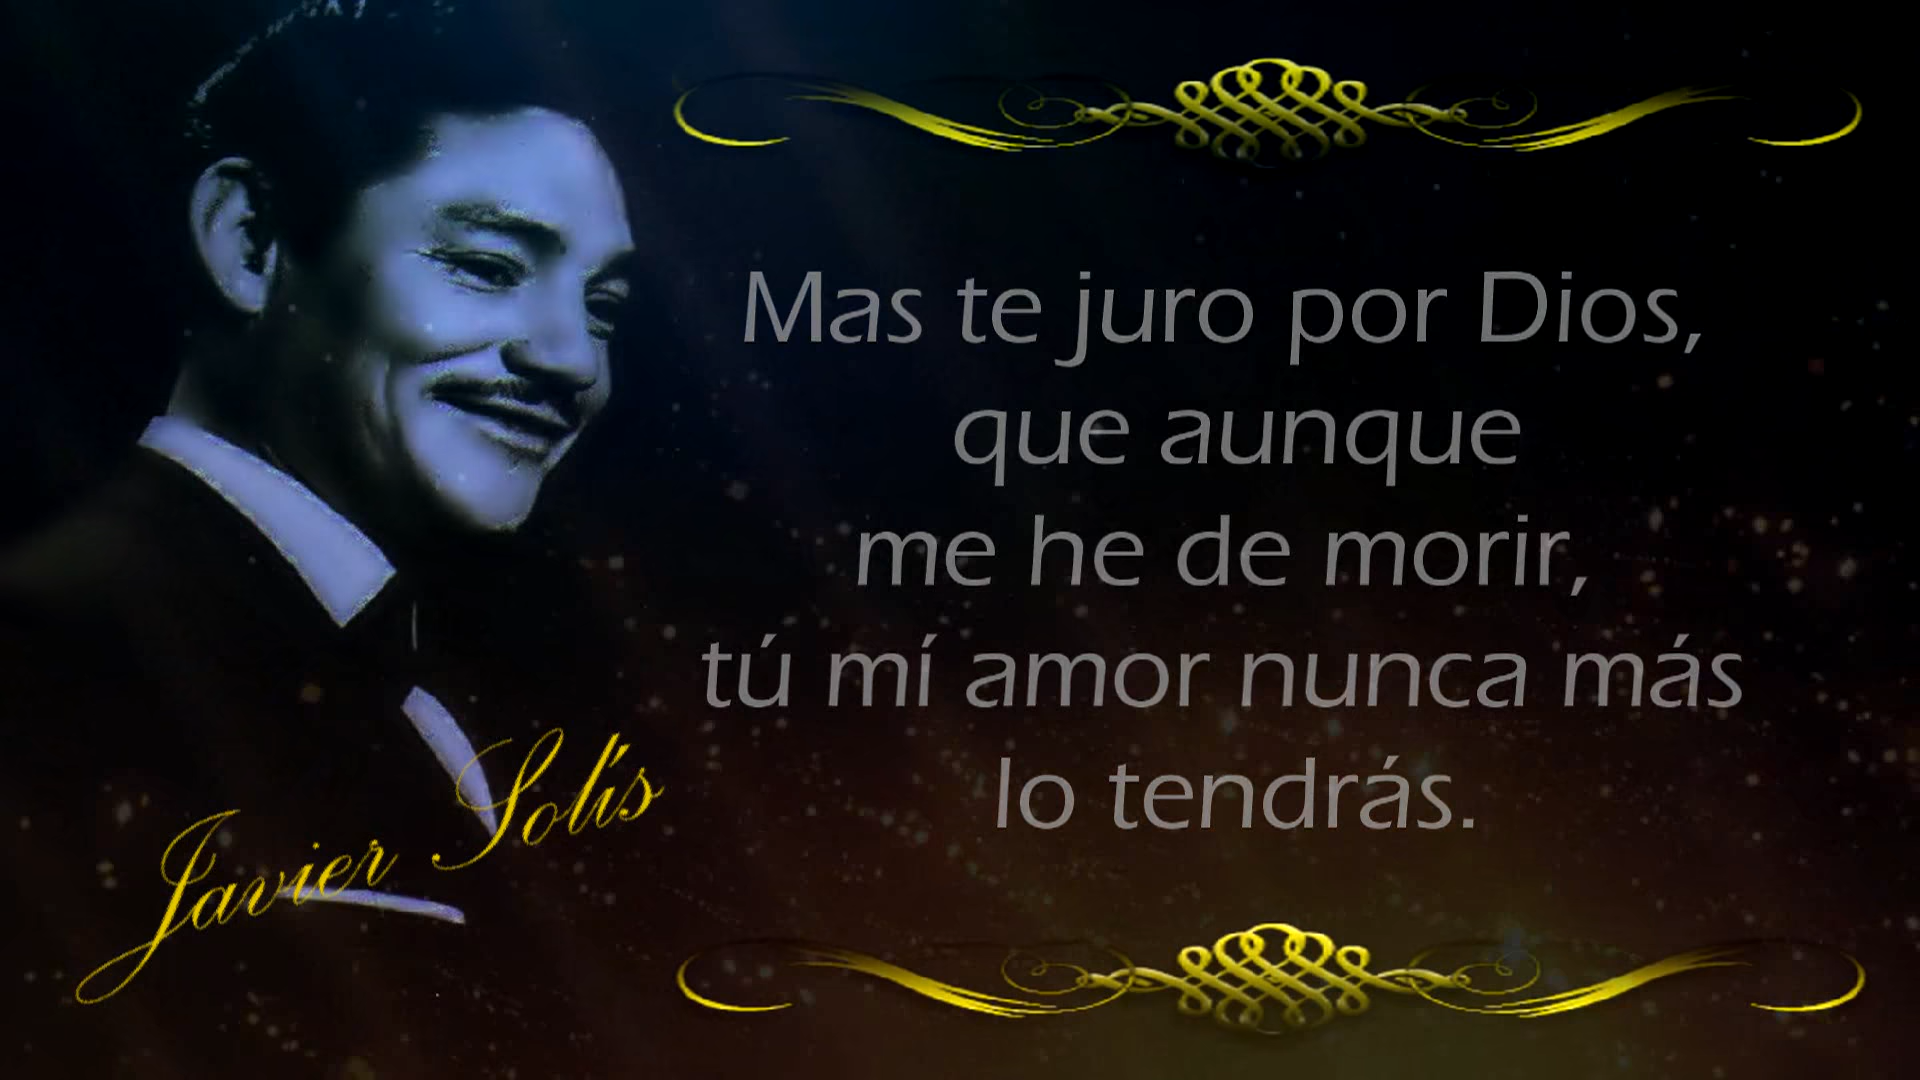 Mas te juro por Dios,
que aunque
me he de morir,
tú mí amor nunca más
lo tendrás.
Javier Solís